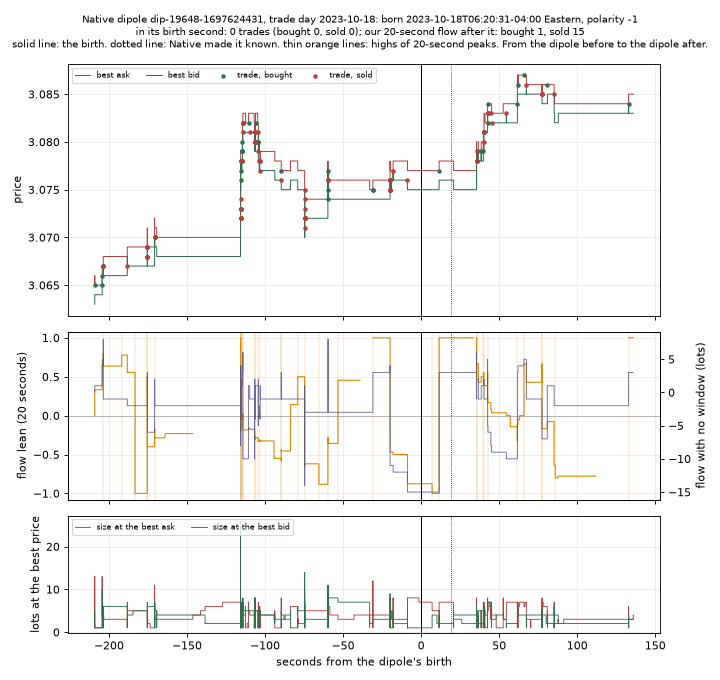 Native dipole dip-19648-1697624431, trade day 2023-10-18: born 2023-10-18T06:20:31-04:00 Eastern, polarity -1
in its birth second: 0 trades (bought 0, sold 0); our 20-second flow after it: bought 1, sold 15
solid line: the birth. dotted line: Native made it known. thin orange lines: highs of 20-second peaks. From the dipole before to the dipole after.
best ask best bid trade, bought trade, sold
3.085
3.080
3.075
3.070
3.065
price
1.0
0.5
0.0
−0.5
−1.0
flow lean (20 seconds)
5
0
−5
−10
−15
flow with no window (lots)
size at the best ask size at the best bid
20
10
0
lots at the best price
−200 −150 −100 −50 0 50 100 150
seconds from the dipole's birth